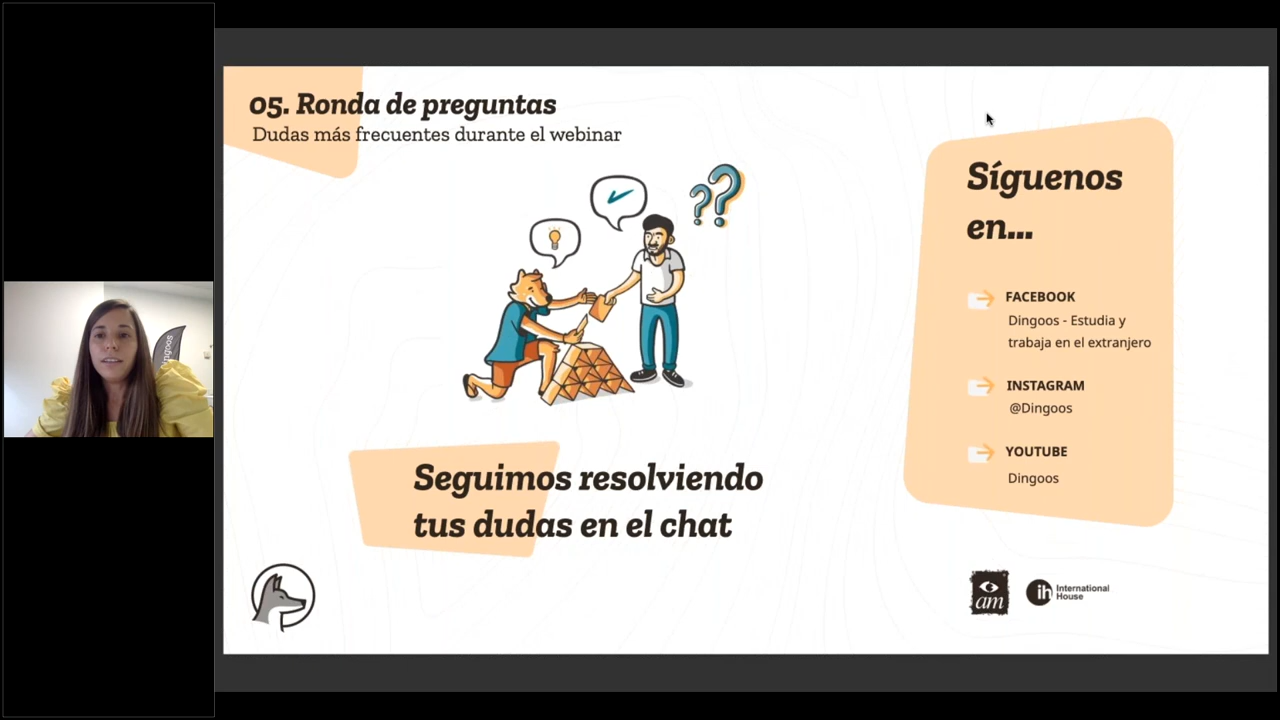 05. Ronda de preguntas
Dudas más frecuentes durante el webinar
Síguenos
en...
FACEBOOK
Dingoos - Estudia y
trabaja en el extranjero
INSTAGRAM
@Dingoos
YOUTUBE
Dingoos
Seguimos resolviendo
tus dudas en el chat
am
ih
International
House